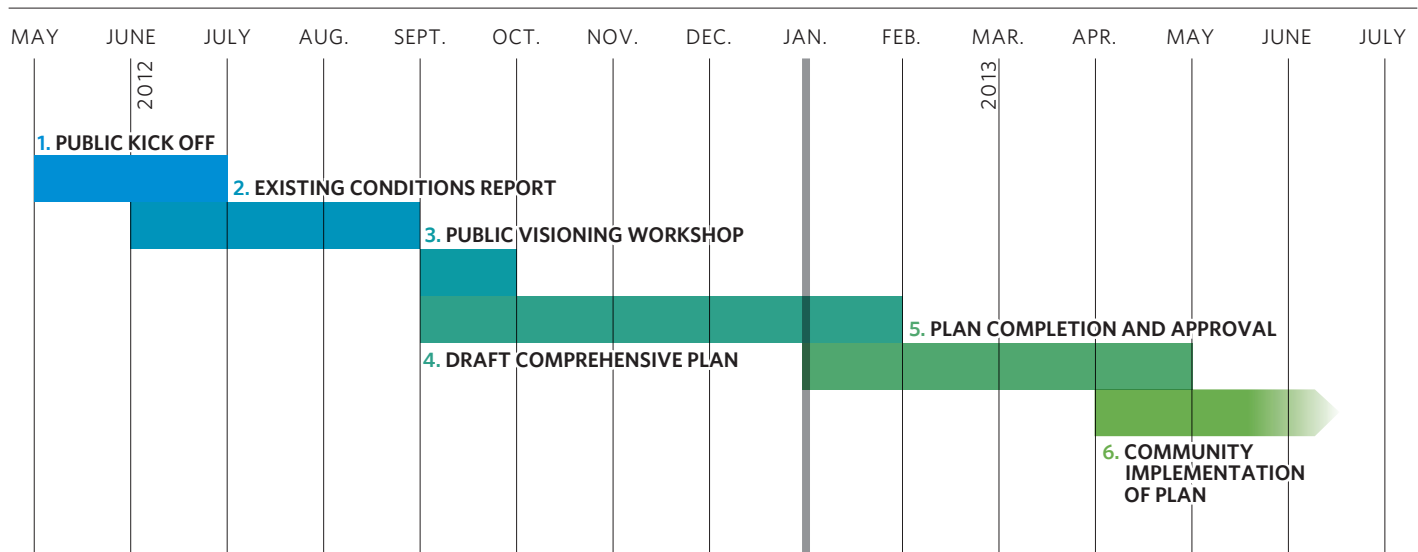 MAY JUNE JULY AUG. SEPT. OCT. NOV. DEC. JAN. FEB. MAR. APR. MAY JUNE JULY
2012 2013
1. PUBLIC KICK OFF
2. EXISTING CONDITIONS REPORT
3. PUBLIC VISIONING WORKSHOP
5. PLAN COMPLETION AND APPROVAL
4. DRAFT COMPREHENSIVE PLAN
6. COMMUNITY
IMPLEMENTATION
OF PLAN